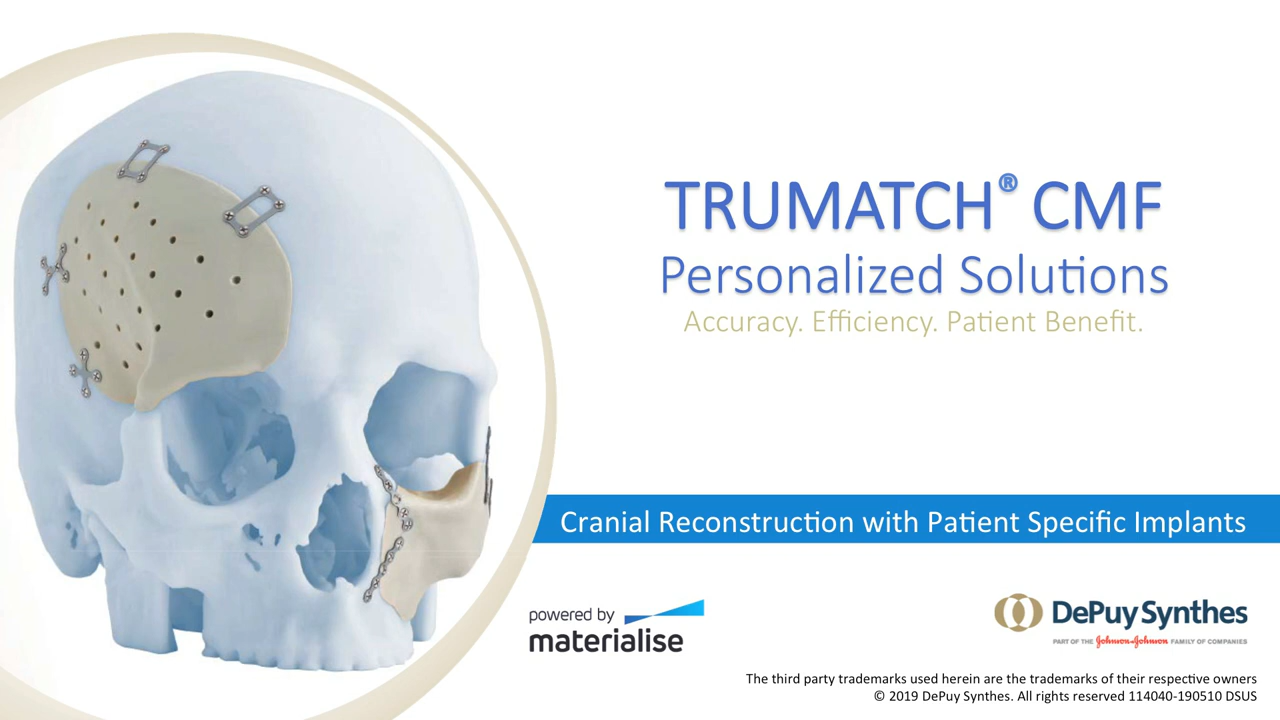 TRUMATCH® CMF
Personalized Solutions
Accuracy. Efficiency. Patient Benefit.
Cranial Reconstruction with Patient Specific Implants
powered by
materialise
DePuy Synthes
PART OF THE Johnson & Johnson FAMILY OF COMPANIES
The third party trademarks used herein are the trademarks of their respective owners
© 2019 DePuy Synthes. All rights reserved 114040-190510 DSUS